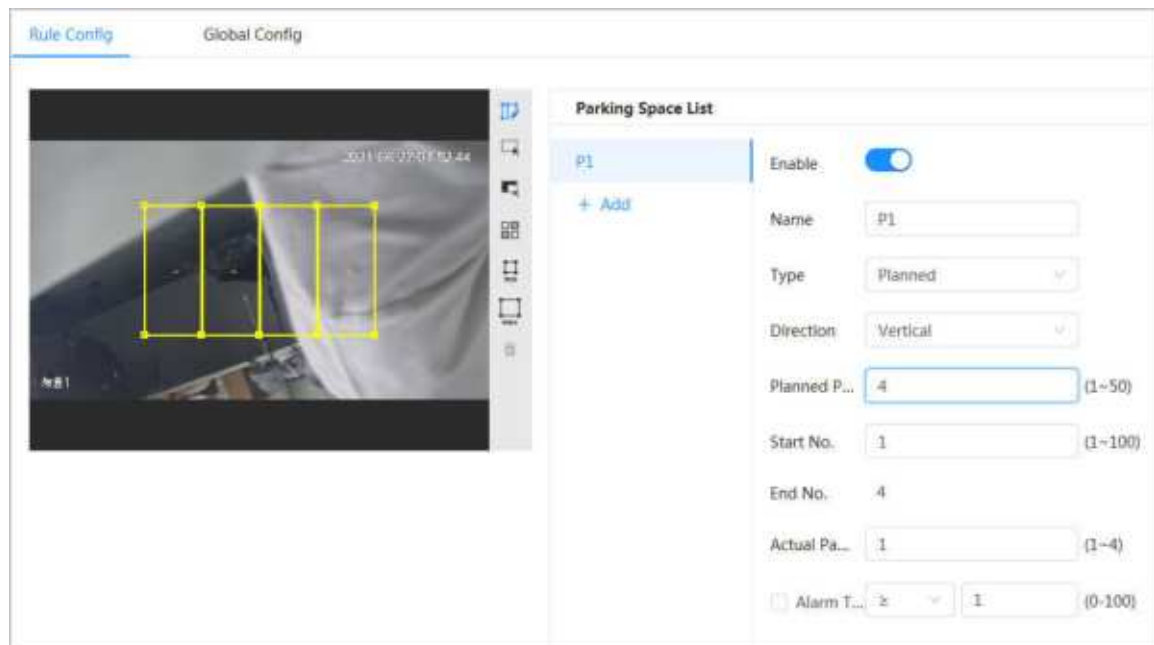 Rule Config Global Config
Parking Space List
P1
+ Add
Enable
Name P1
Type Planned
Direction Vertical
Planned P... 4 (1~50)
Start No. 1 (1~100)
End No. 4
Actual Pa... 1 (1~4)
Alarm T... ≥ 1 (0-100)